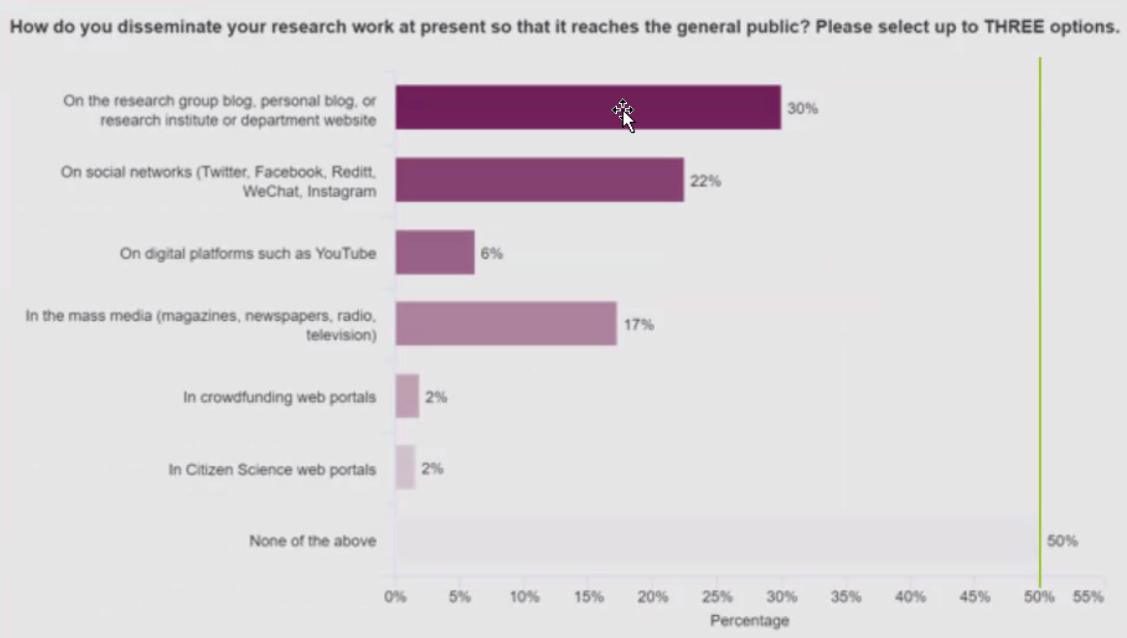 How do you disseminate your research work at present so that it reaches the general public? Please select up to THREE options.
On the research group blog, personal blog, or
research institute or department website
30%
On social networks (Twitter, Facebook, Reditt,
WeChat, Instagram
22%
On digital platforms such as YouTube
6%
In the mass media (magazines, newspapers, radio,
television)
17%
In crowdfunding web portals
2%
In Citizen Science web portals
2%
None of the above
50%
0% 5% 10% 15% 20% 25% 30% 35% 40% 45% 50% 55%
Percentage